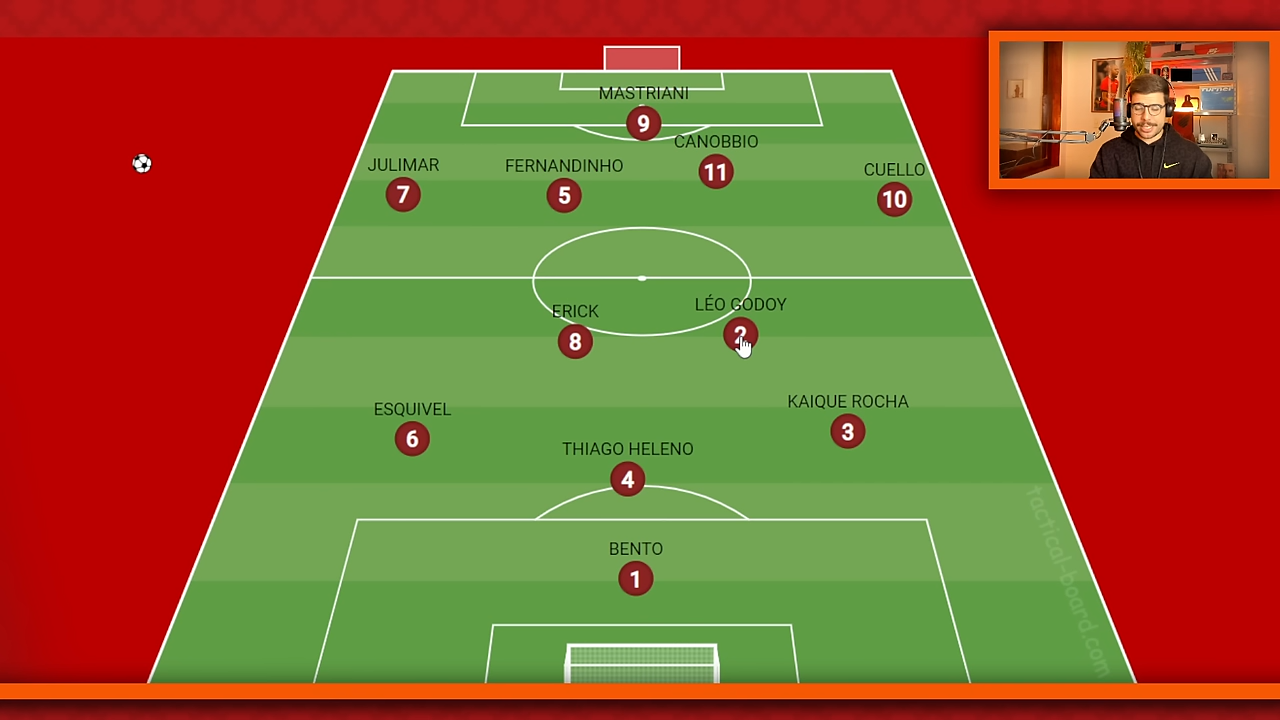 MASTRIANI
9
CANOBBIO
11
JULIMAR
7
FERNANDINHO
5
CUELLO
10
ERICK
8
LÉO GODOY
2
ESQUIVEL
6
KAIQUE ROCHA
3
THIAGO HELENO
4
BENTO
1
tactical-board.com